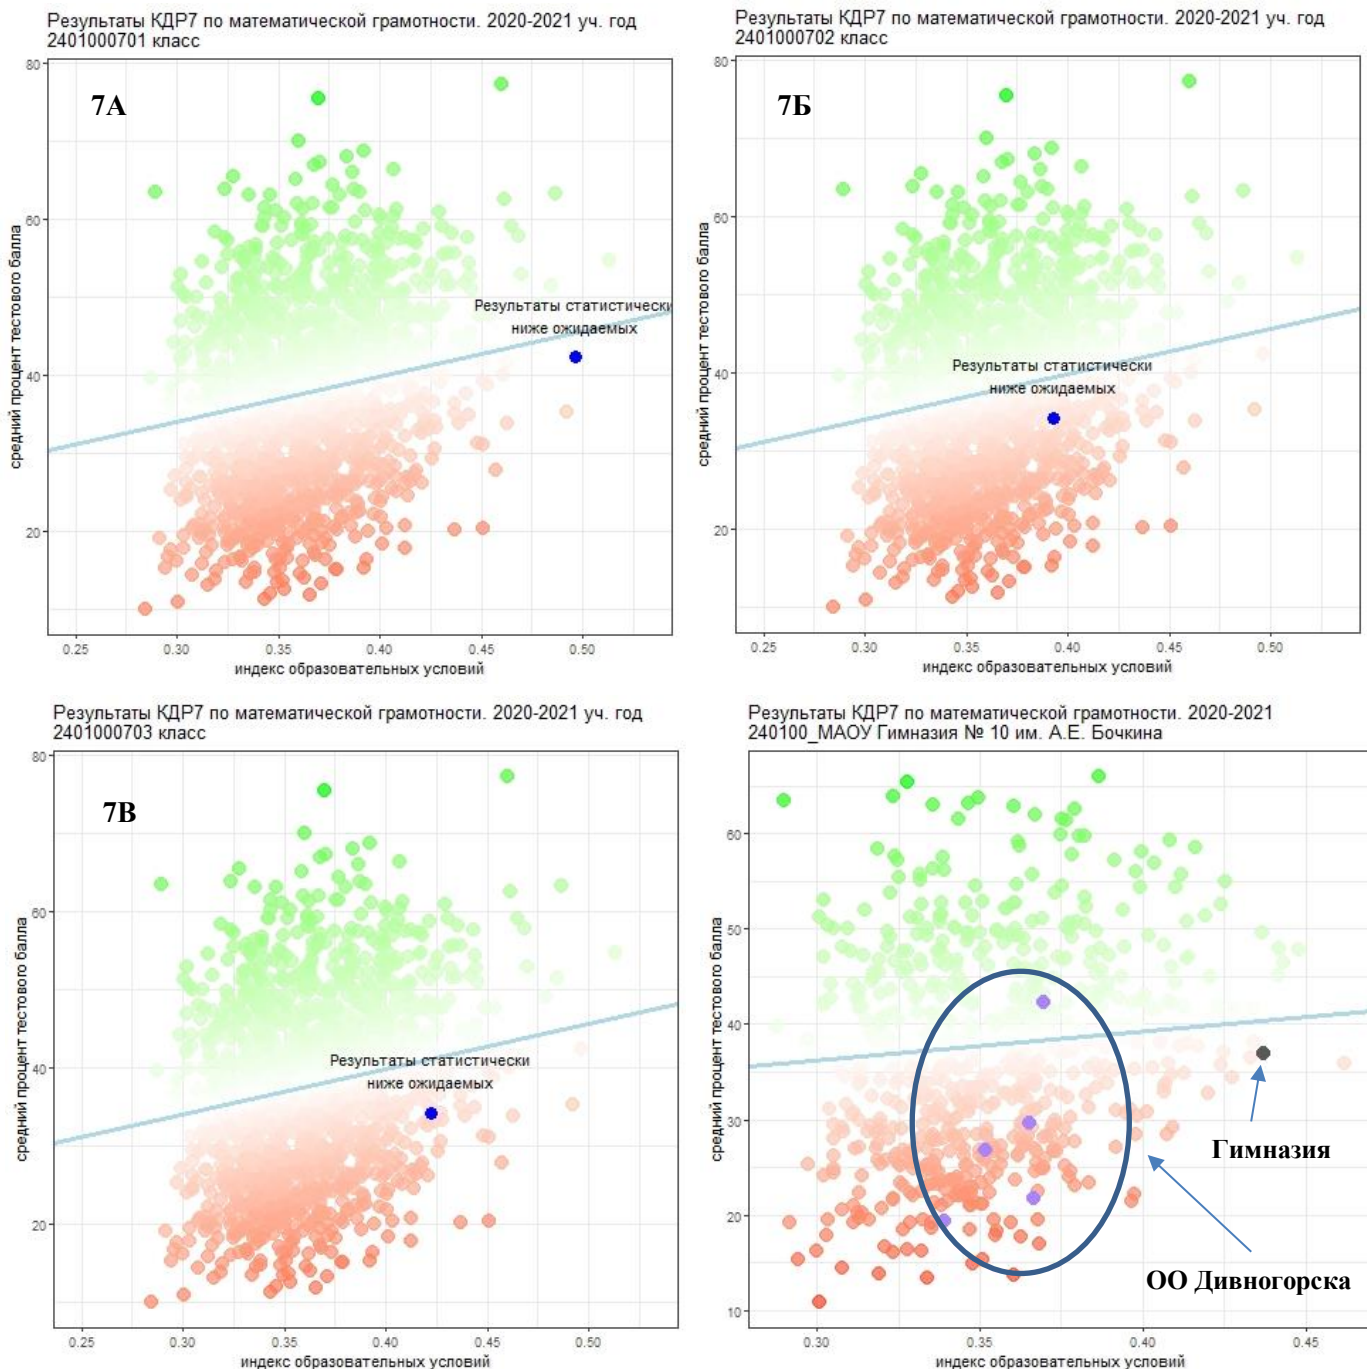 Результаты КДР7 по математической грамотности. 2020-2021 уч. год
2401000701 класс
7А
Результаты статистически
ниже ожидаемых
средний процент тестового балла
80
60
40
20
0.25
0.30
0.35
0.40
0.45
0.50
индекс образовательных условий
Результаты КДР7 по математической грамотности. 2020-2021 уч. год
2401000702 класс
7Б
Результаты статистически
ниже ожидаемых
средний процент тестового балла
80
60
40
20
0.25
0.30
0.35
0.40
0.45
0.50
индекс образовательных условий
Результаты КДР7 по математической грамотности. 2020-2021 уч. год
2401000703 класс
7В
Результаты статистически
ниже ожидаемых
средний процент тестового балла
80
60
40
20
0.25
0.30
0.35
0.40
0.45
0.50
индекс образовательных условий
Результаты КДР7 по математической грамотности. 2020-2021
240100_МАОУ Гимназия № 10 им. А.Е. Бочкина
средний процент тестового балла
60
50
40
30
20
10
Гимназия
ОО Дивногорска
0.30
0.35
0.40
0.45
индекс образовательных условий